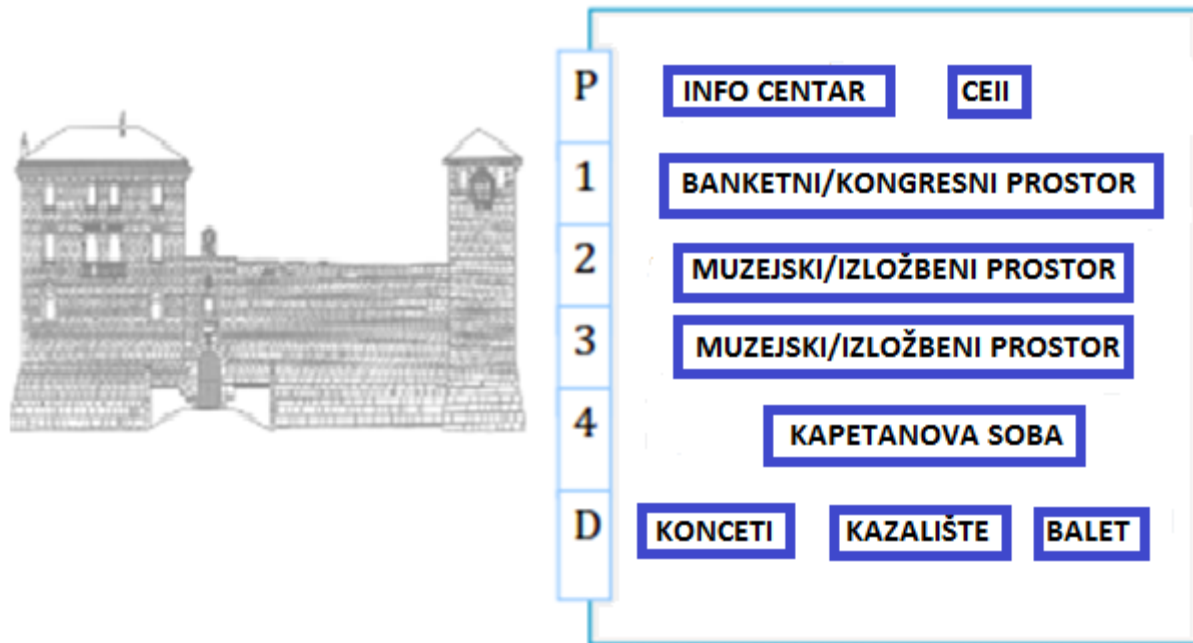 P INFO CENTAR CEII
1 BANKETNI/KONGRESNI PROSTOR
2 MUZEJSKI/IZLOŽBENI PROSTOR
3 MUZEJSKI/IZLOŽBENI PROSTOR
4 KAPETANOVA SOBA
D KONCETI KAZALIŠTE BALET